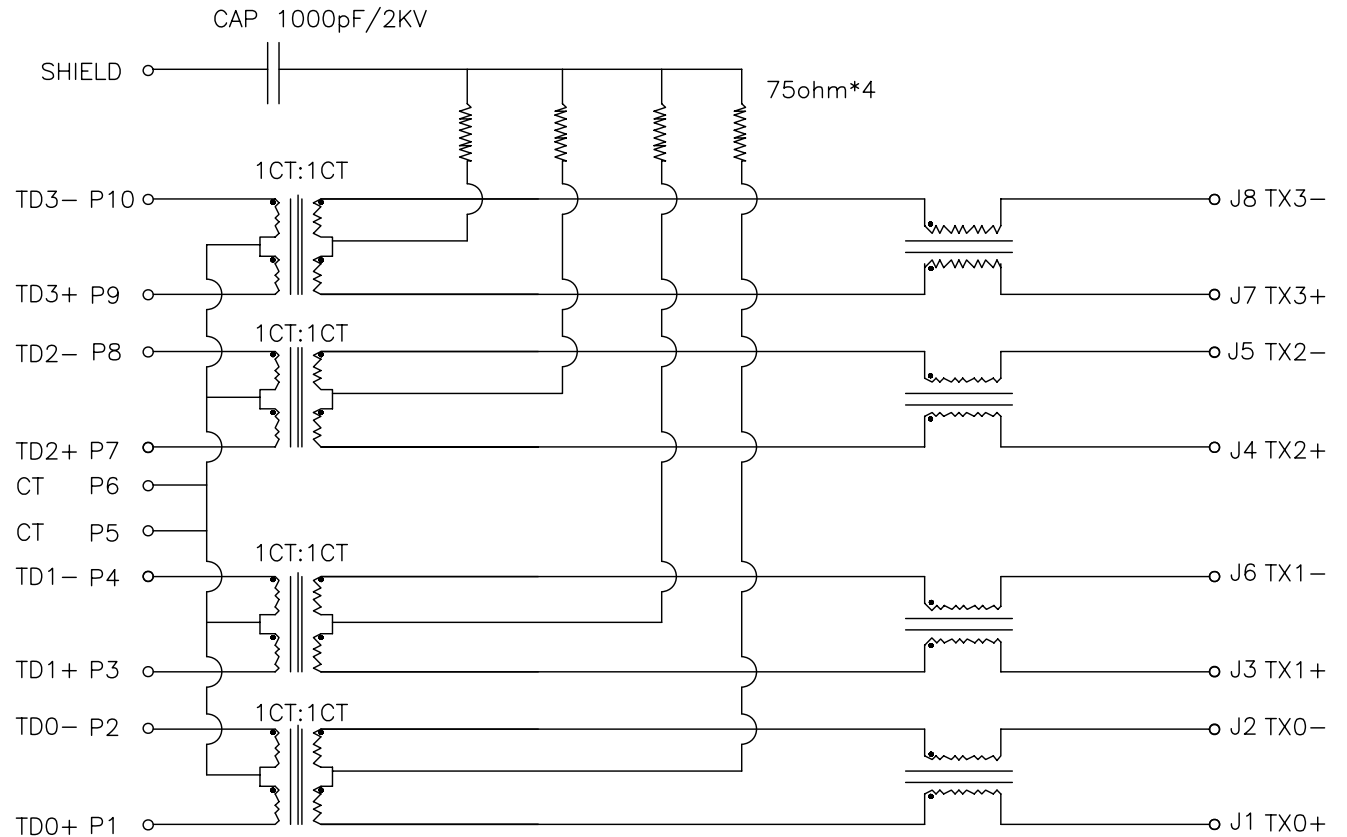 CAP 1000pF/2KV
SHIELD
75ohm*4
1CT:1CT
TD3- P10
J8 TX3-
TD3+ P9
J7 TX3+
1CT:1CT
TD2- P8
J5 TX2-
TD2+ P7
J4 TX2+
CT P6
CT P5
1CT:1CT
TD1- P4
J6 TX1-
TD1+ P3
J3 TX1+
1CT:1CT
TD0- P2
J2 TX0-
TD0+ P1
J1 TX0+